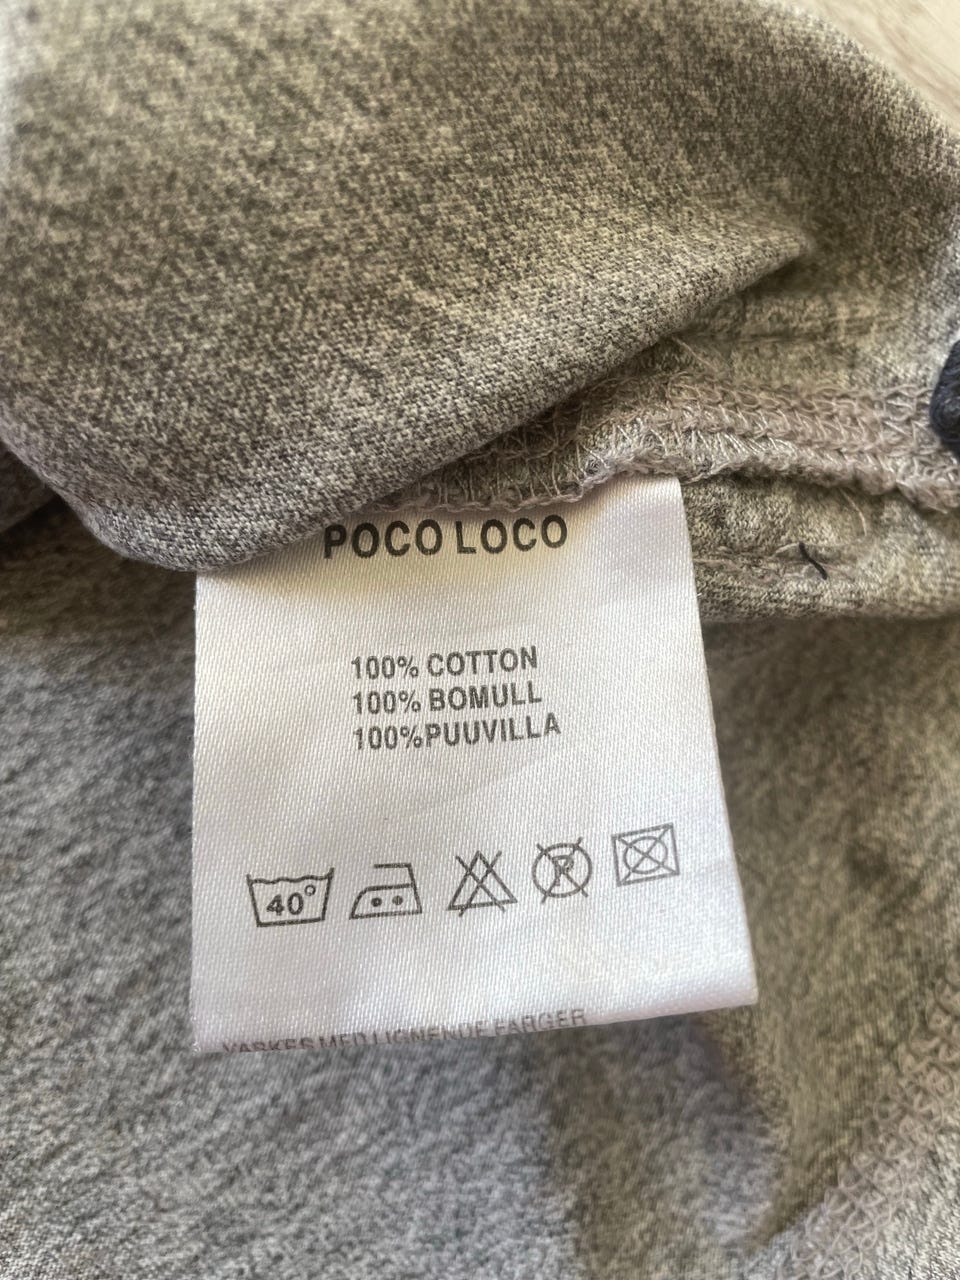 POCO LOCO
100% COTTON
100% BOMULL
100%PUUVILLA
40°
R
VASKES MED LIGNENDE FARGER